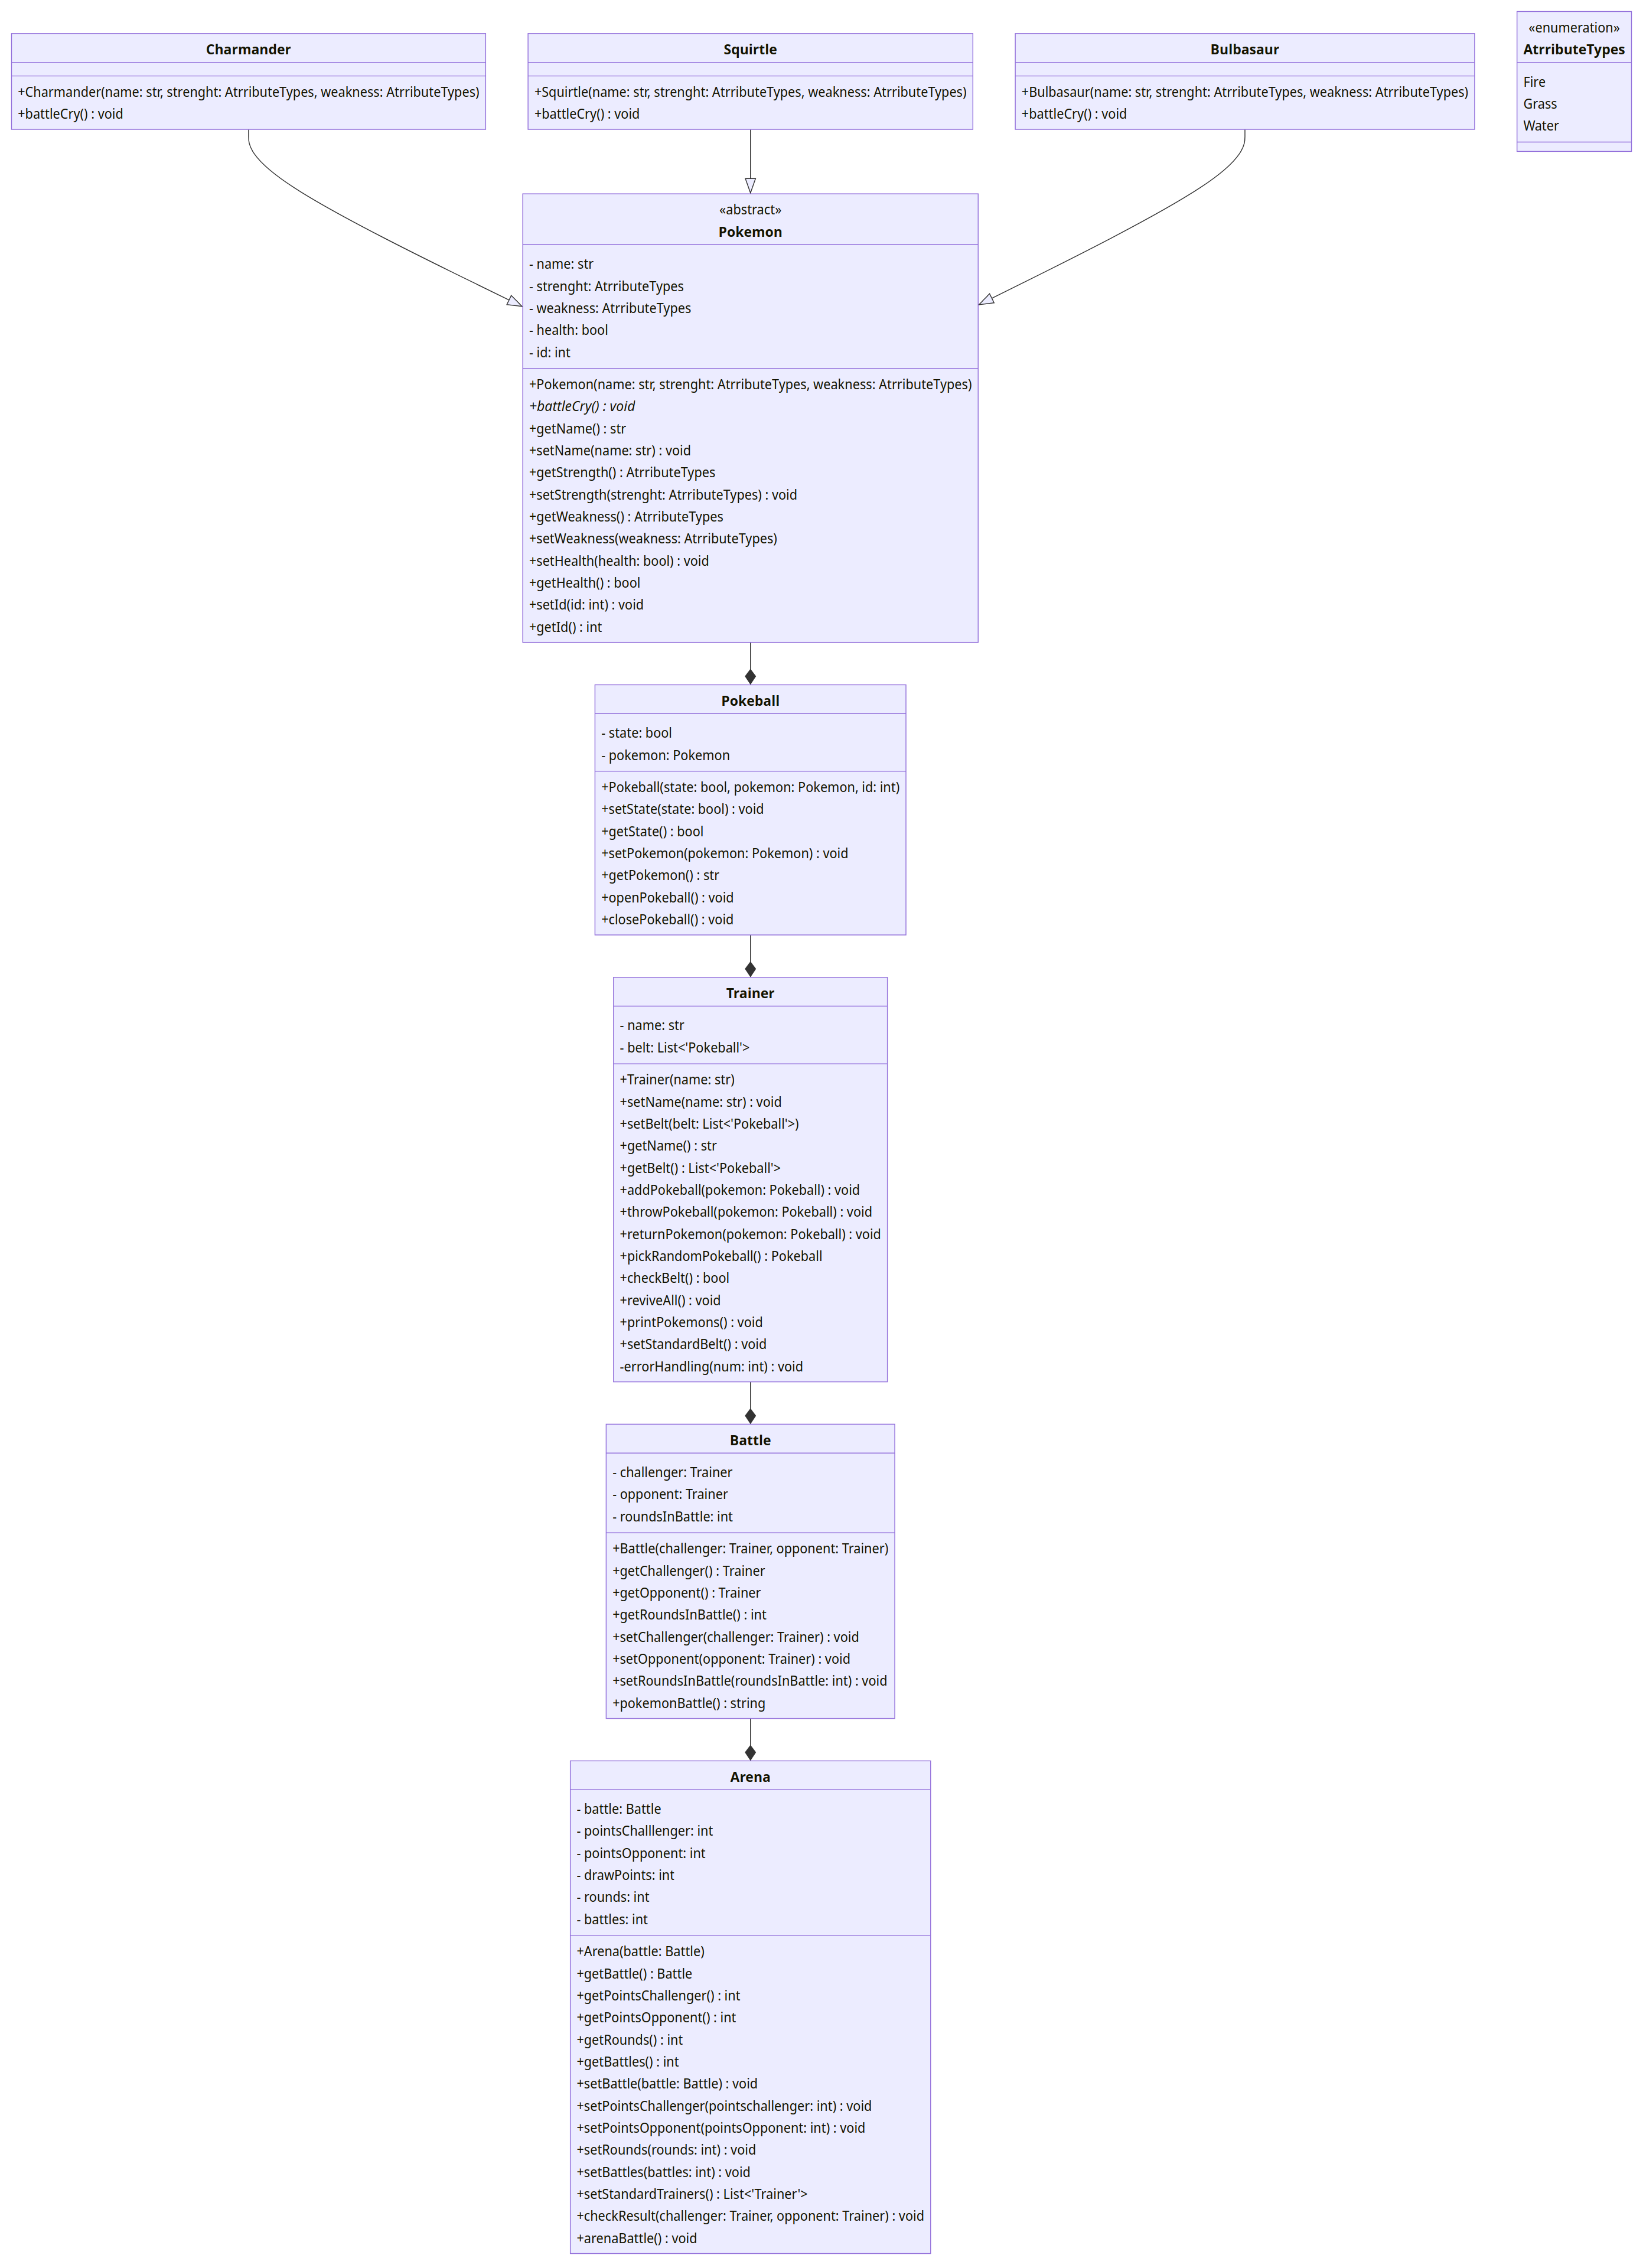 Charmander
+Charmander(name: str, strenght: AtrributeTypes, weakness: AtrributeTypes)
+battleCry() : void
Squirtle
+Squirtle(name: str, strenght: AtrributeTypes, weakness: AtrributeTypes)
+battleCry() : void
Bulbasaur
+Bulbasaur(name: str, strenght: AtrributeTypes, weakness: AtrributeTypes)
+battleCry() : void
«enumeration»
AtrributeTypes
Fire
Grass
Water
«abstract»
Pokemon
- name: str
- strenght: AtrributeTypes
- weakness: AtrributeTypes
- health: bool
- id: int
+Pokemon(name: str, strenght: AtrributeTypes, weakness: AtrributeTypes)
+battleCry() : void
+getName() : str
+setName(name: str) : void
+getStrength() : AtrributeTypes
+setStrength(strenght: AtrributeTypes) : void
+getWeakness() : AtrributeTypes
+setWeakness(weakness: AtrributeTypes)
+setHealth(health: bool) : void
+getHealth() : bool
+setId(id: int) : void
+getId() : int
Pokeball
- state: bool
- pokemon: Pokemon
+Pokeball(state: bool, pokemon: Pokemon, id: int)
+setState(state: bool) : void
+getState() : bool
+setPokemon(pokemon: Pokemon) : void
+getPokemon() : str
+openPokeball() : void
+closePokeball() : void
Trainer
- name: str
- belt: List<'Pokeball'>
+Trainer(name: str)
+setName(name: str) : void
+setBelt(belt: List<'Pokeball'>)
+getName() : str
+getBelt() : List<'Pokeball'>
+addPokeball(pokemon: Pokeball) : void
+throwPokeball(pokemon: Pokeball) : void
+returnPokemon(pokemon: Pokeball) : void
+pickRandomPokeball() : Pokeball
+checkBelt() : bool
+reviveAll() : void
+printPokemons() : void
+setStandardBelt() : void
-errorHandling(num: int) : void
Battle
- challenger: Trainer
- opponent: Trainer
- roundsInBattle: int
+Battle(challenger: Trainer, opponent: Trainer)
+getChallenger() : Trainer
+getOpponent() : Trainer
+getRoundsInBattle() : int
+setChallenger(challenger: Trainer) : void
+setOpponent(opponent: Trainer) : void
+setRoundsInBattle(roundsInBattle: int) : void
+pokemonBattle() : string
Arena
- battle: Battle
- pointsChalllenger: int
- pointsOpponent: int
- drawPoints: int
- rounds: int
- battles: int
+Arena(battle: Battle)
+getBattle() : Battle
+getPointsChallenger() : int
+getPointsOpponent() : int
+getRounds() : int
+getBattles() : int
+setBattle(battle: Battle) : void
+setPointsChallenger(pointschallenger: int) : void
+setPointsOpponent(pointsOpponent: int) : void
+setRounds(rounds: int) : void
+setBattles(battles: int) : void
+setStandardTrainers() : List<'Trainer'>
+checkResult(challenger: Trainer, opponent: Trainer) : void
+arenaBattle() : void